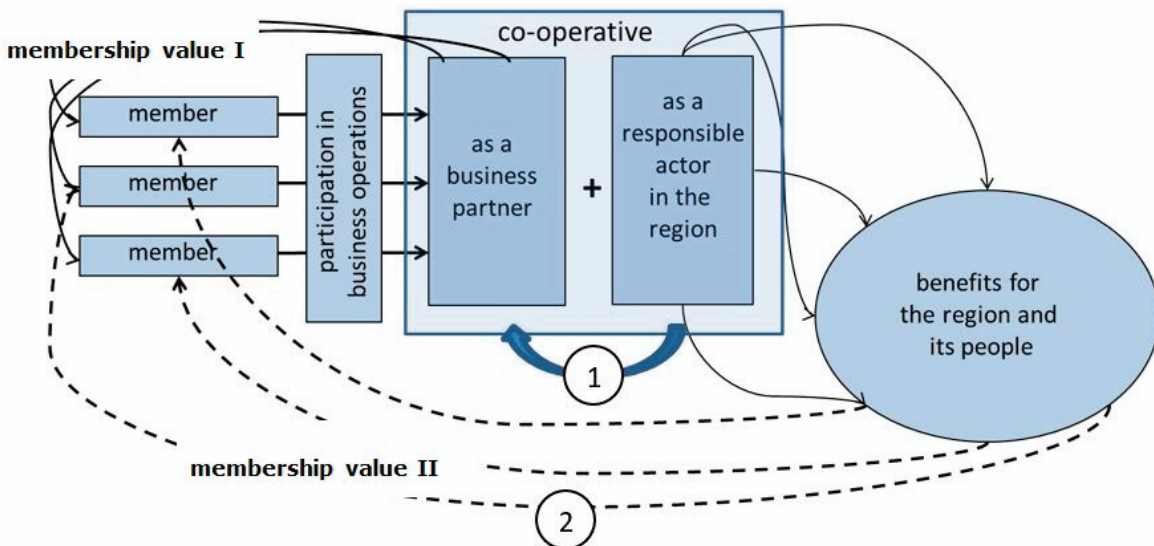 co-operative
membership value I
member
member
member
participation in
business operations
as a
business
partner
+
as a
responsible
actor
in the
region
benefits for
the region and
its people
1
membership value II
2